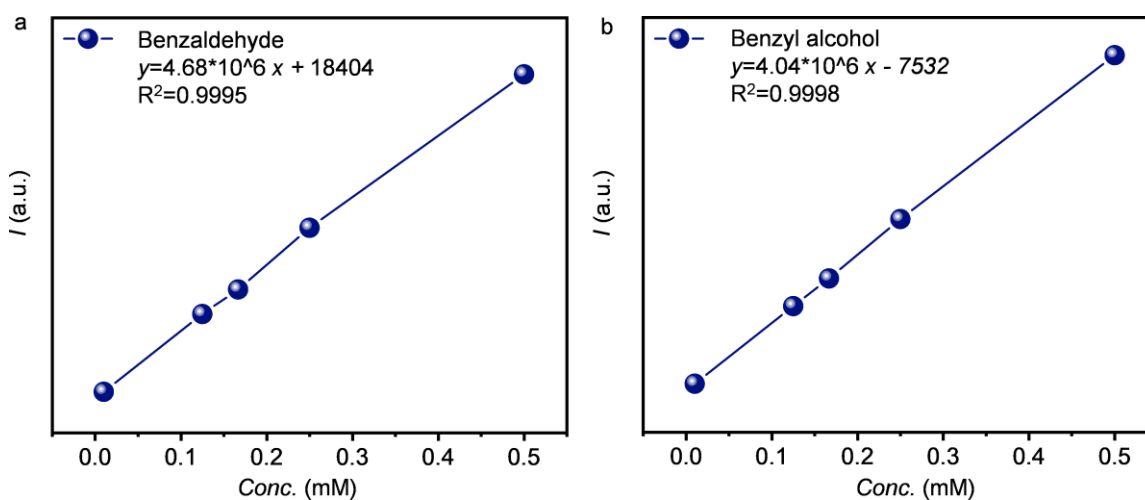 a
Benzaldehyde
y=4.68*10^6 x + 18404
R²=0.9995
I (a.u.)
0.0 0.1 0.2 0.3 0.4 0.5
Conc. (mM)
b
Benzyl alcohol
y=4.04*10^6 x - 7532
R²=0.9998
I (a.u.)
0.0 0.1 0.2 0.3 0.4 0.5
Conc. (mM)